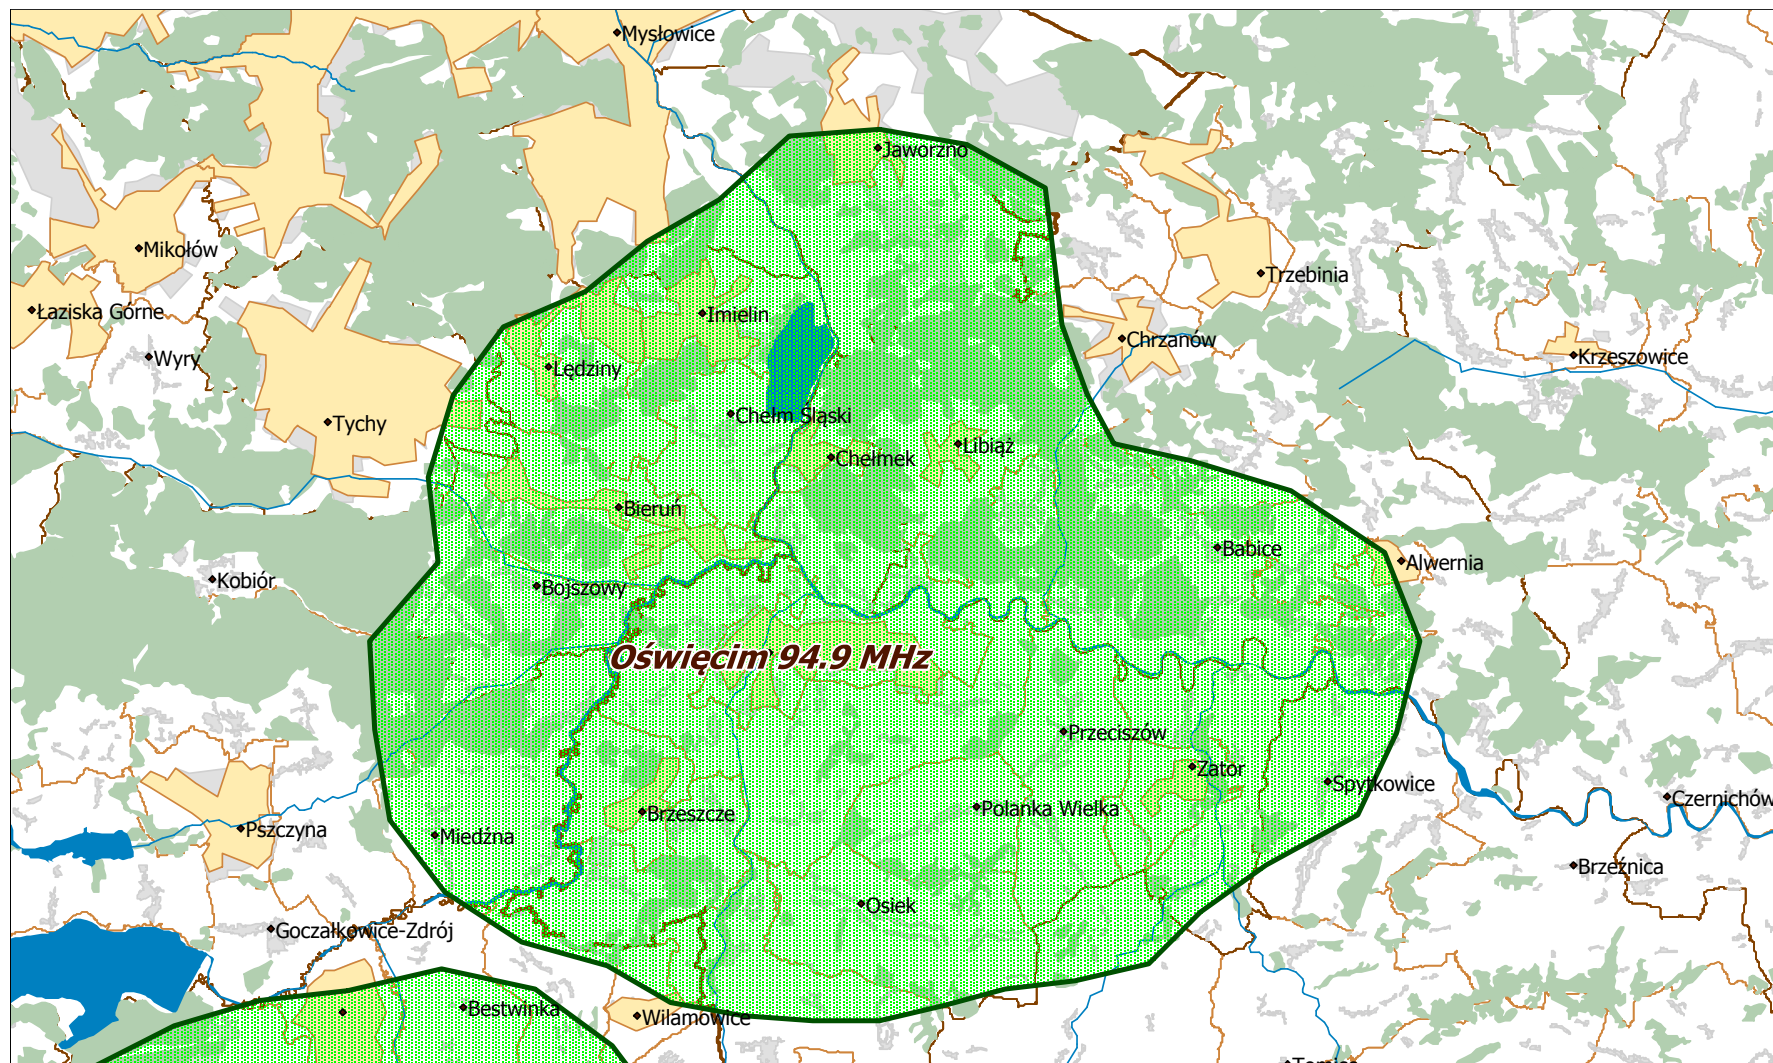 Mysłowice
Jaworzno
Mikołów
Trzebinia
Łaziska Górne
Imielin
Chrzanów
Wyry
Krzeszowice
Lędziny
Tychy
Chełm Śląski
Chełmek
Libiąż
Bieruń
Babice
Alwernia
Kobiór
Bojszowy
Oświęcim 94.9 MHz
Przeciszów
Zator
Spytkowice
Czernichów
Polanka Wielka
Brzeszcze
Pszczyna
Miedźna
Brzeźnica
Osiek
Goczałkowice-Zdrój
Bestwinka
Wilamowice